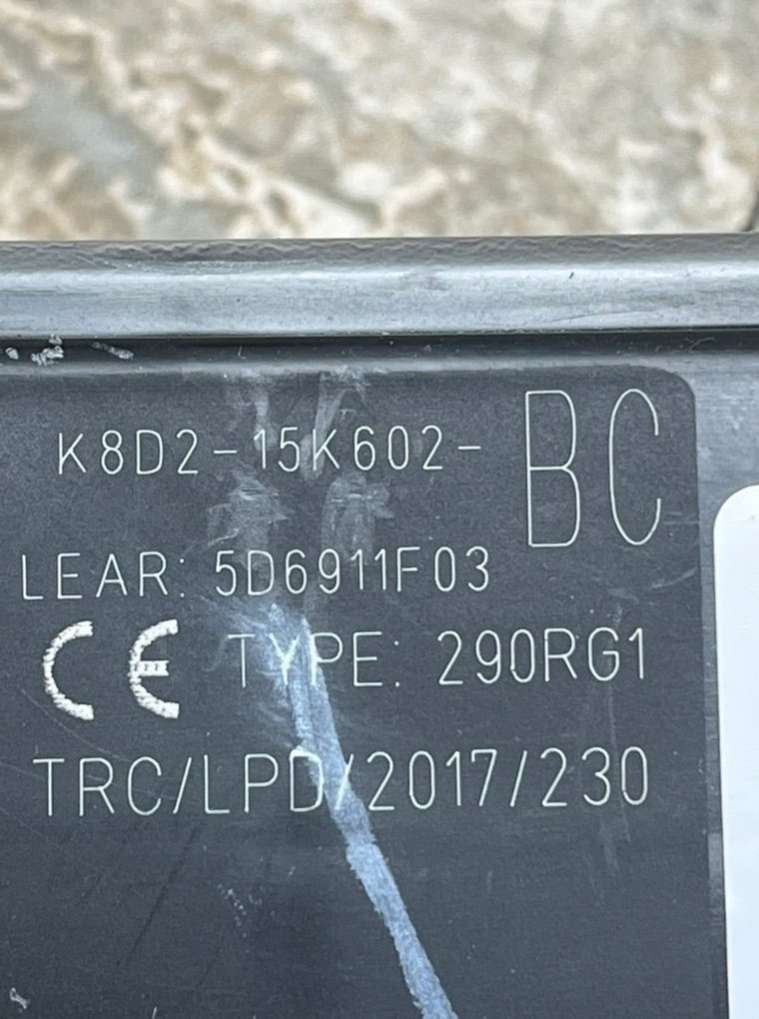 K8D2-15K602-BC
LEAR: 5D6911F03
CE TYPE: 290RG1
TRC/LPD/2017/230